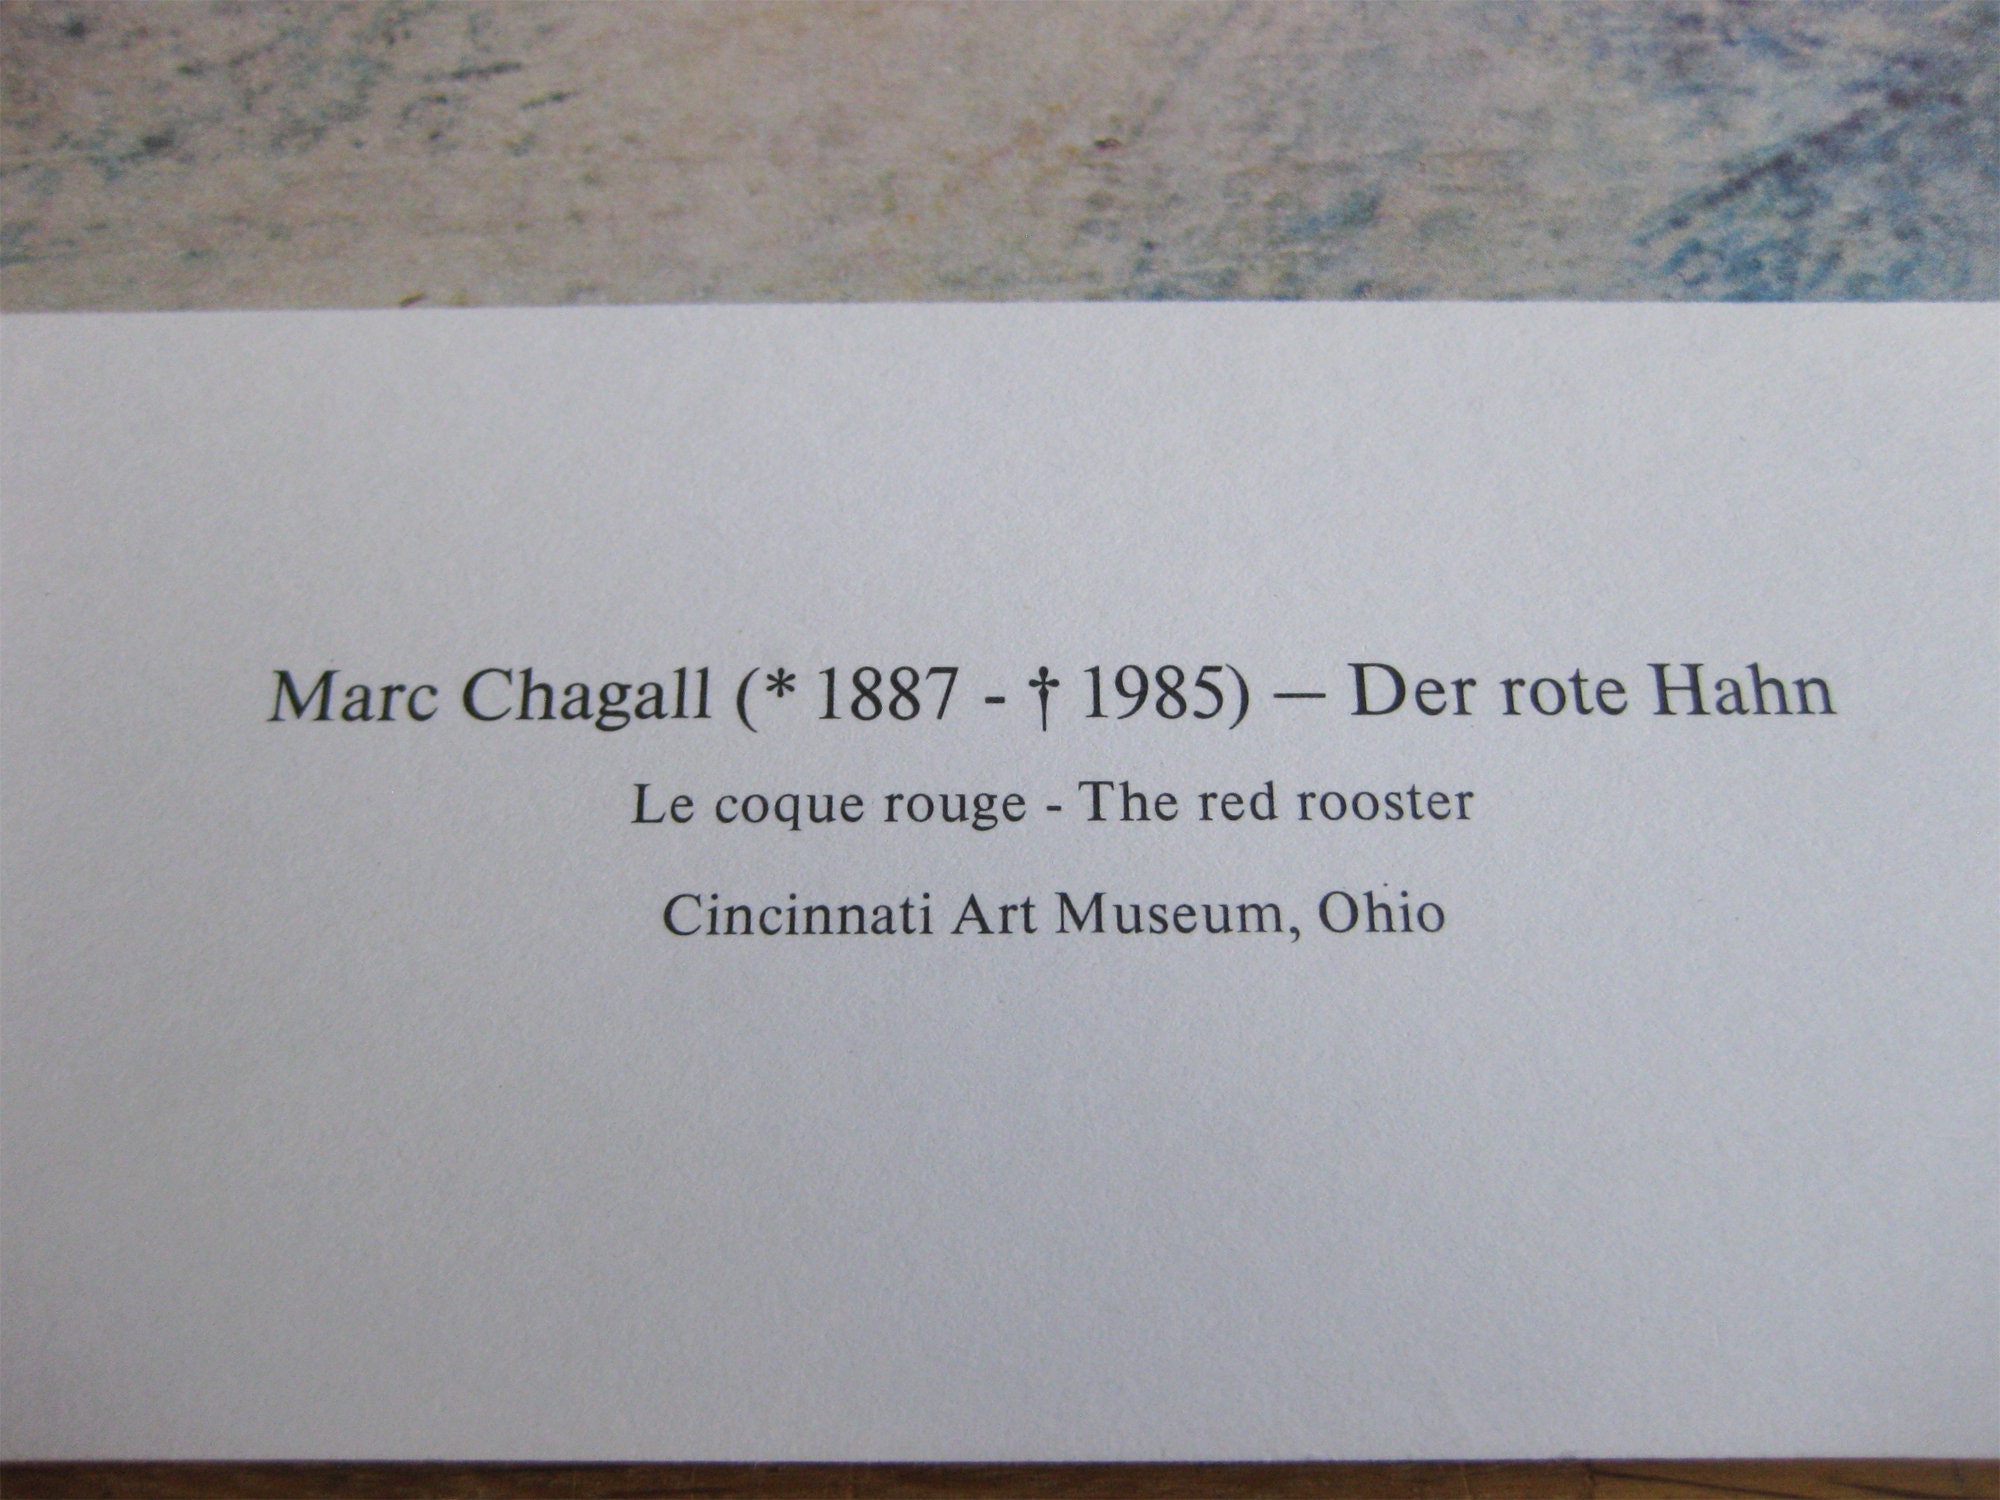 Marc Chagall (* 1887 - † 1985) – Der rote Hahn
Le coque rouge - The red rooster
Cincinnati Art Museum, Ohio